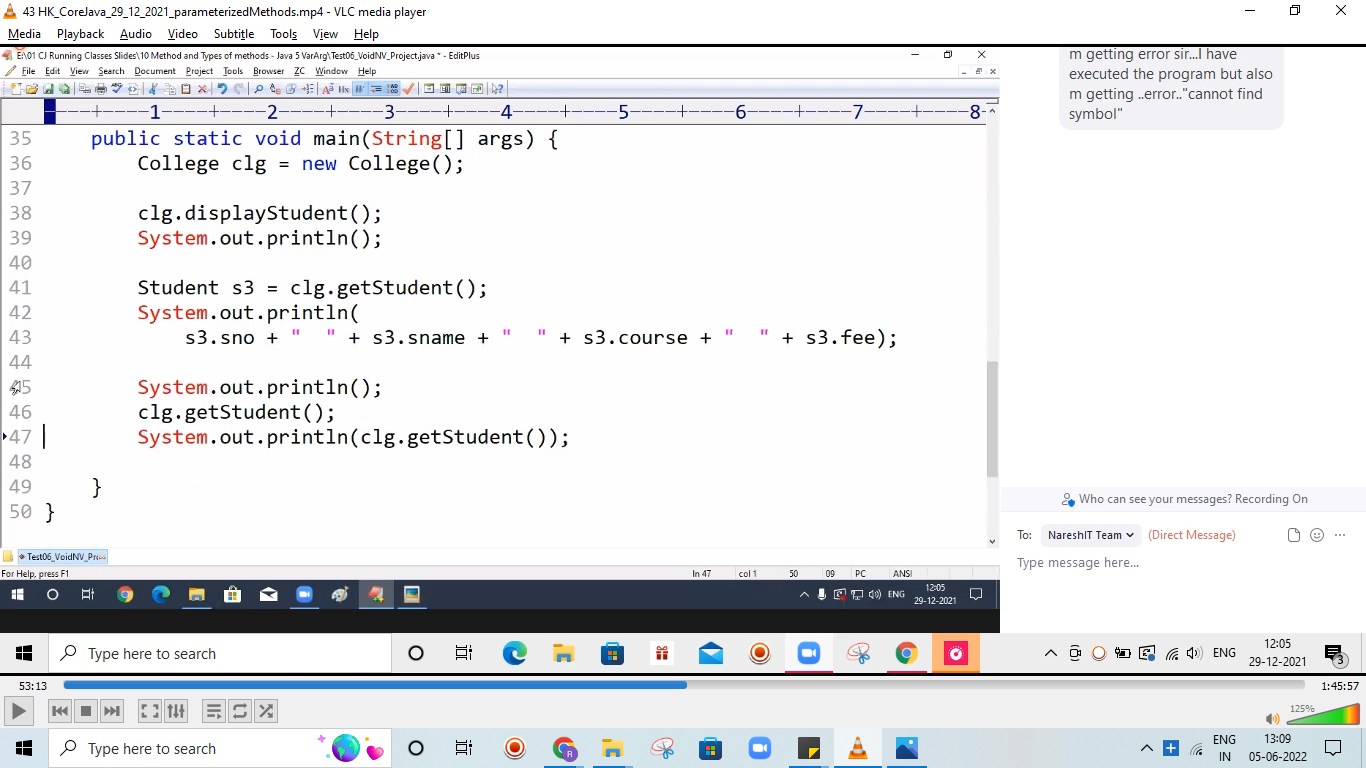 43 HK_CoreJava_29_12_2021_parameterizedMethods.mp4 - VLC media player
Media Playback Audio Video Subtitle Tools View Help
E:\01 CJ Running Classes Slides\10 Method and Types of methods - Java 5 VarArg\Test06_VoidNV_Project.java * - EditPlus
File Edit View Search Document Project Tools Browser ZC Window Help
----+----1----+----2----+----3----+----4----+----5----+----6----+----7----+----8-
35 public static void main(String[] args) {
36 College clg = new College();
37
38 clg.displayStudent();
39 System.out.println();
40
41 Student s3 = clg.getStudent();
42 System.out.println(
43 s3.sno + "  " + s3.sname + "  " + s3.course + "  " + s3.fee);
44
45 System.out.println();
46 clg.getStudent();
47 System.out.println(clg.getStudent());
48
49 }
50 }
Test06_VoidNV_Pr
For Help, press F1 ln 47 col 1 50 09 PC ANSI
ENG 12:05
29-12-2021
m getting error sir...I have
executed the program but also
m getting ..error.."cannot find
symbol"
Who can see your messages? Recording On
To: NareshIT Team (Direct Message)
Type message here...
Type here to search ENG 12:05
29-12-2021 3
53:13 1:45:57
125%
Type here to search ENG 13:09
IN 05-06-2022